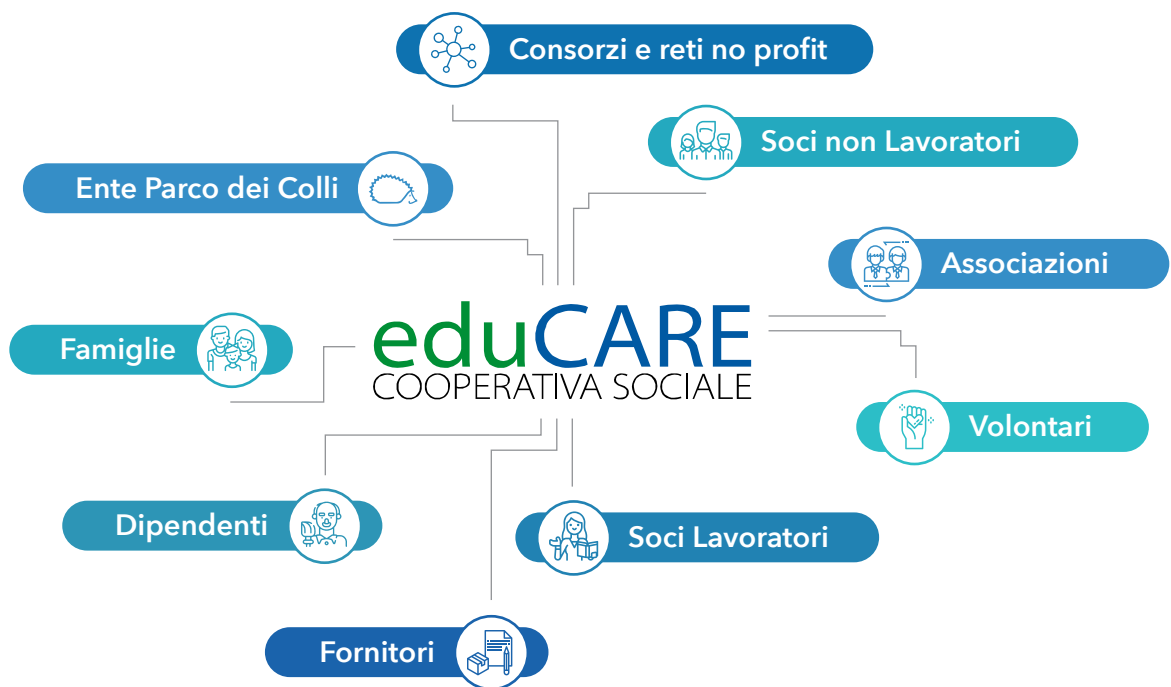 Consorzi e reti no profit
Soci non Lavoratori
Ente Parco dei Colli
Associazioni
eduCARE
COOPERATIVA SOCIALE
Famiglie
Volontari
Dipendenti
Soci Lavoratori
Fornitori